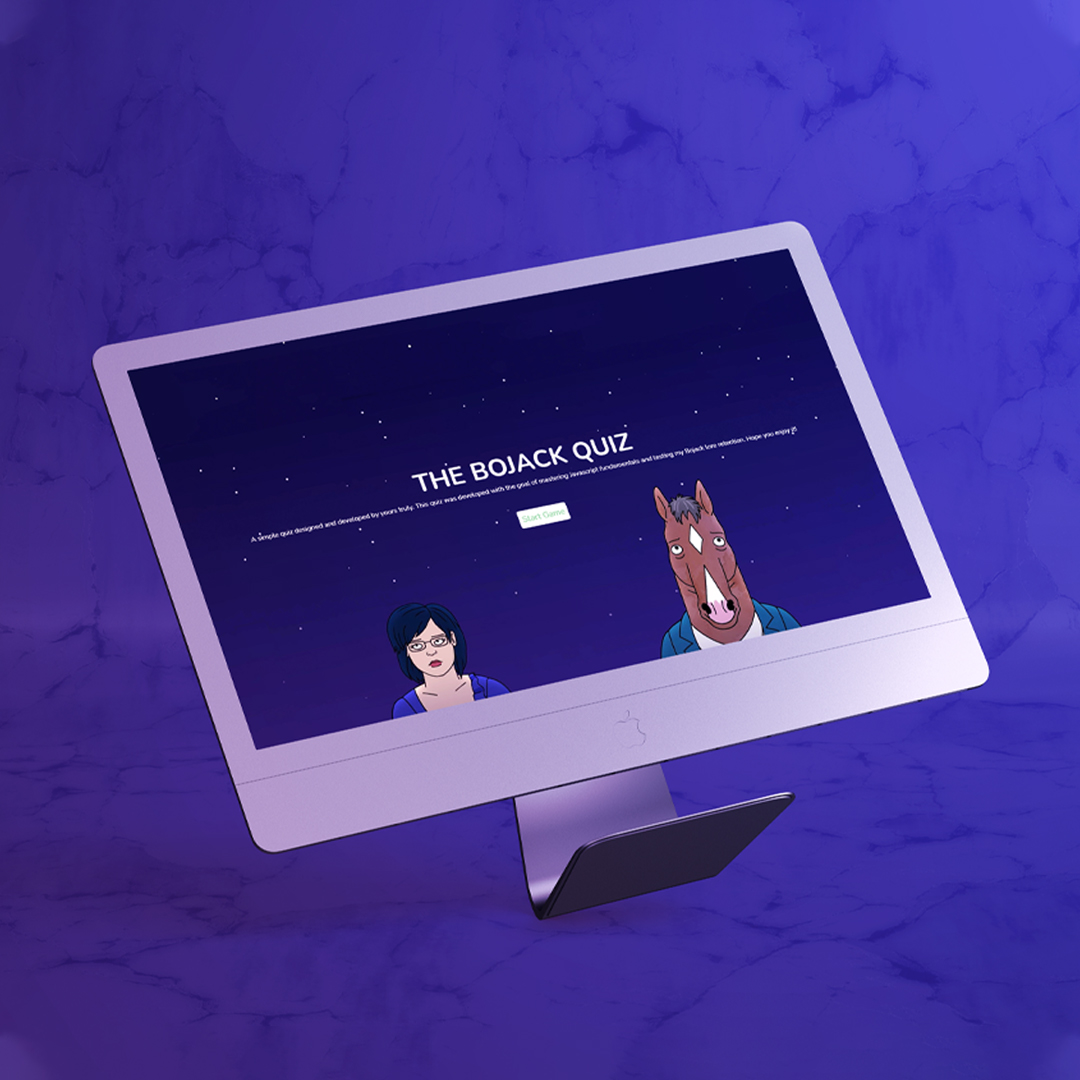 THE BOJACK QUIZ
A simple quiz designed and developed by yours truly. This quiz was developed with the goal of mastering Javascript fundamentals and testing my Bojack lore retention. Hope you enjoy it!
Start Game